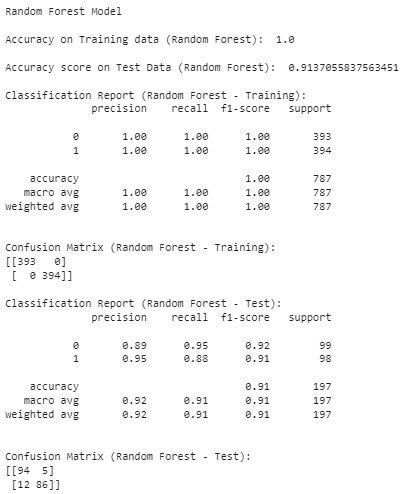 Random Forest Model
Accuracy on Training data (Random Forest):  1.0
Accuracy score on Test Data (Random Forest):  0.9137055837563451
Classification Report (Random Forest - Training):
              precision    recall  f1-score   support
           0       1.00      1.00      1.00       393
           1       1.00      1.00      1.00       394
    accuracy                           1.00       787
   macro avg       1.00      1.00      1.00       787
weighted avg       1.00      1.00      1.00       787
Confusion Matrix (Random Forest - Training):
[[393   0]
 [  0 394]]
Classification Report (Random Forest - Test):
              precision    recall  f1-score   support
           0       0.89      0.95      0.92        99
           1       0.95      0.88      0.91        98
    accuracy                           0.91       197
   macro avg       0.92      0.91      0.91       197
weighted avg       0.92      0.91      0.91       197
Confusion Matrix (Random Forest - Test):
[[94  5]
 [12 86]]